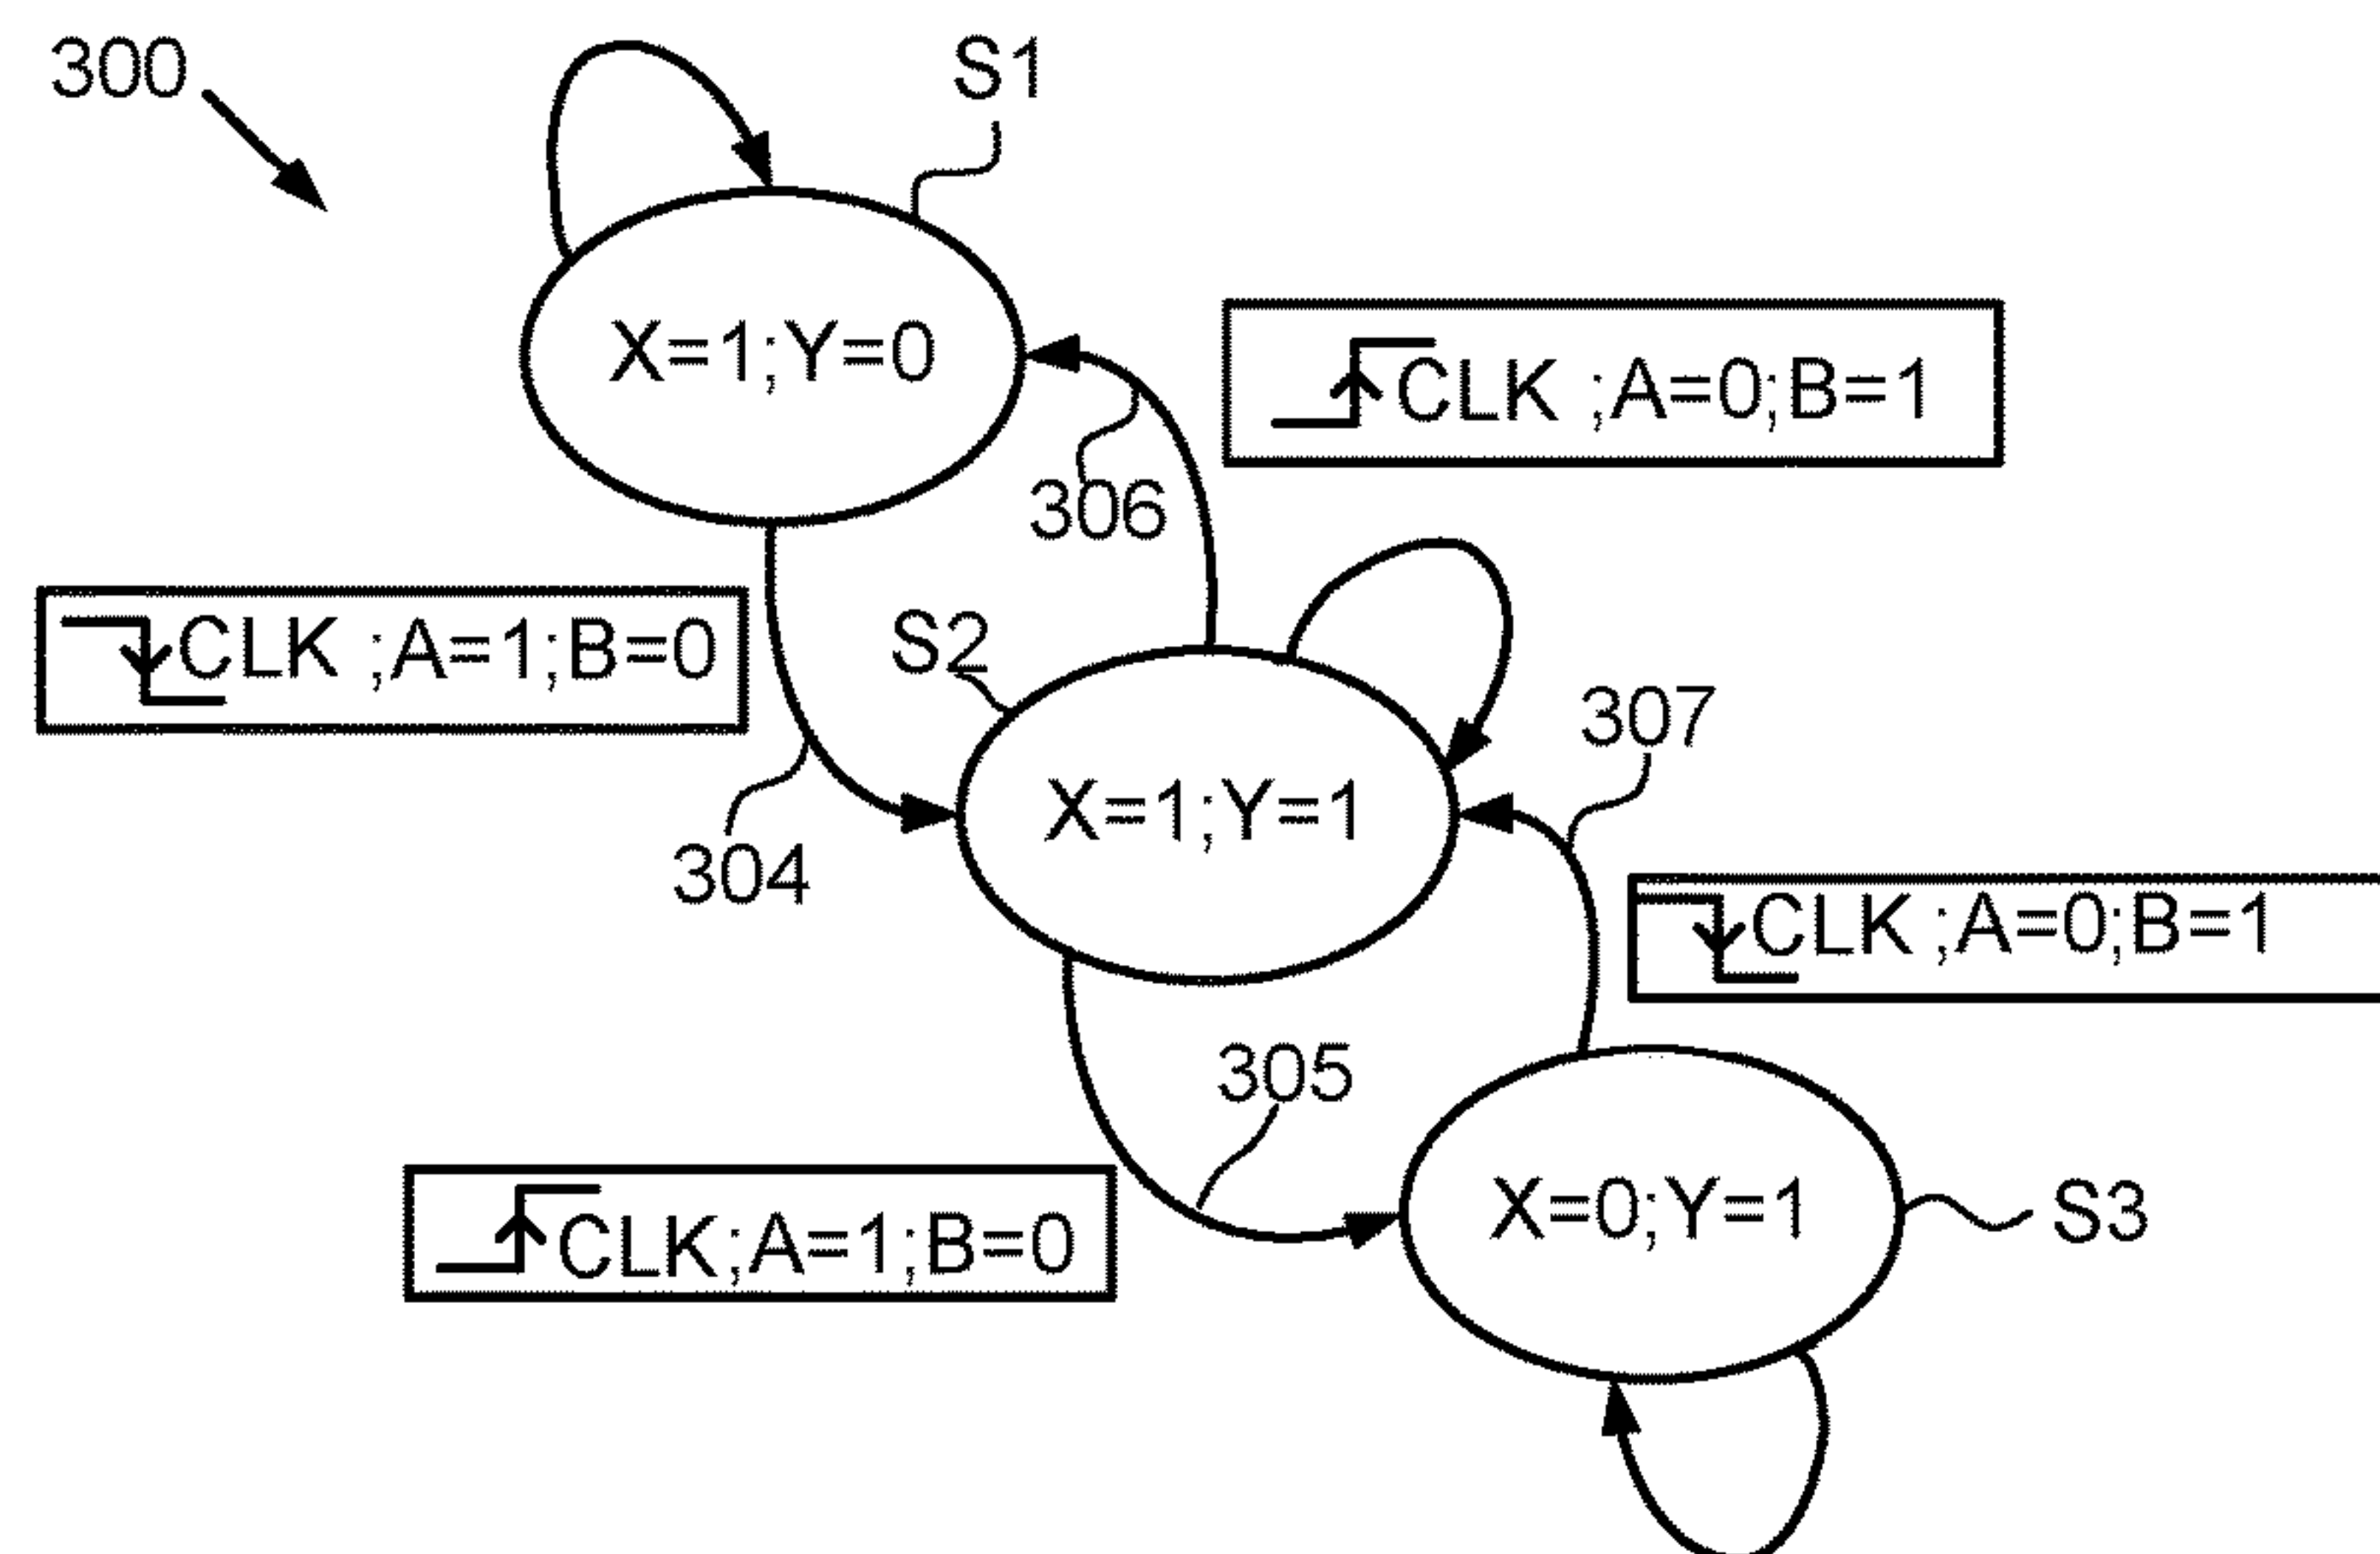 300
S1
X=1;Y=0
CLK ;A=0;B=1
306
CLK ;A=1;B=0
S2
307
X=1;Y=1
304
CLK ;A=0;B=1
305
X=0;Y=1
S3
CLK;A=1;B=0